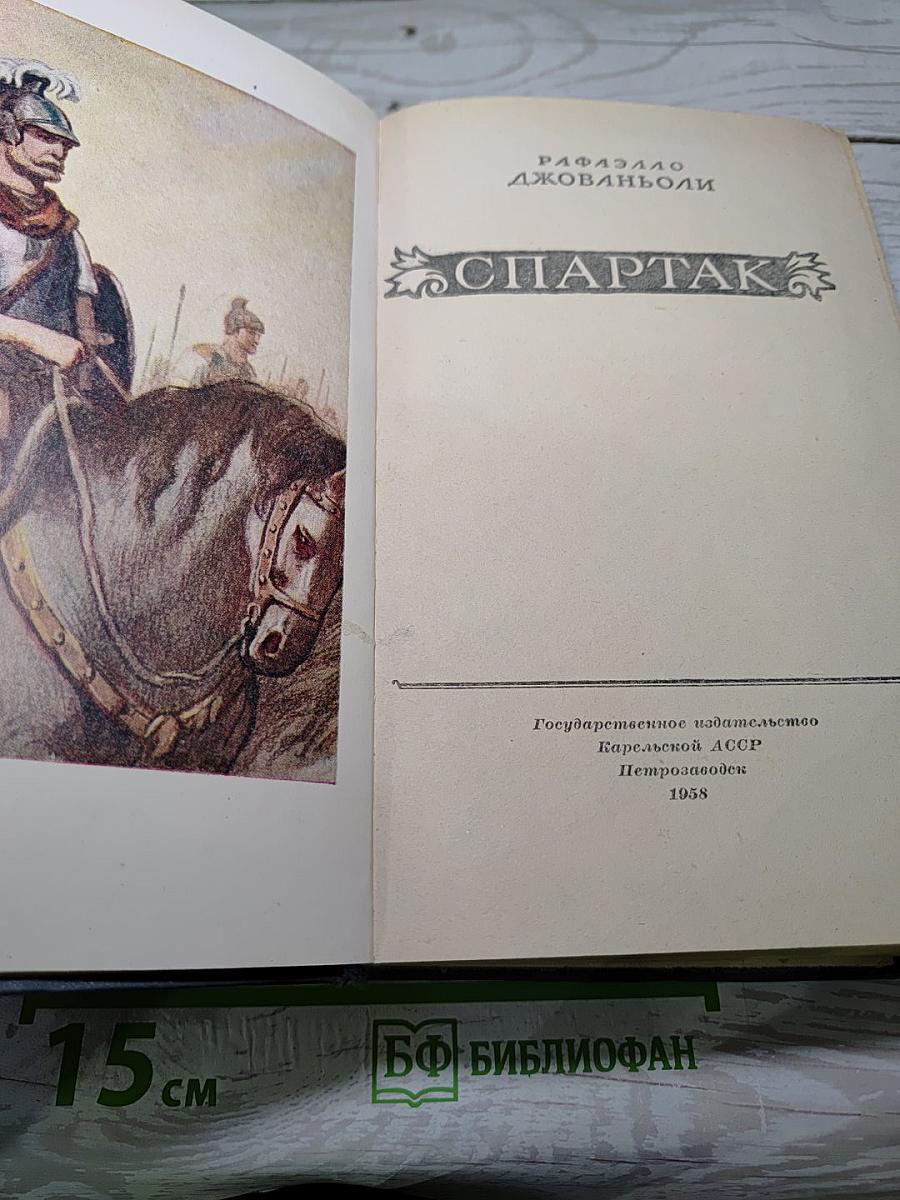 РАФАЭЛЛО
ДЖОВАНЬОЛИ
СПАРТАК
Государственное издательство
Карельской АССР
Петрозаводск
1958
15 см
БФ БИБЛИОФАН